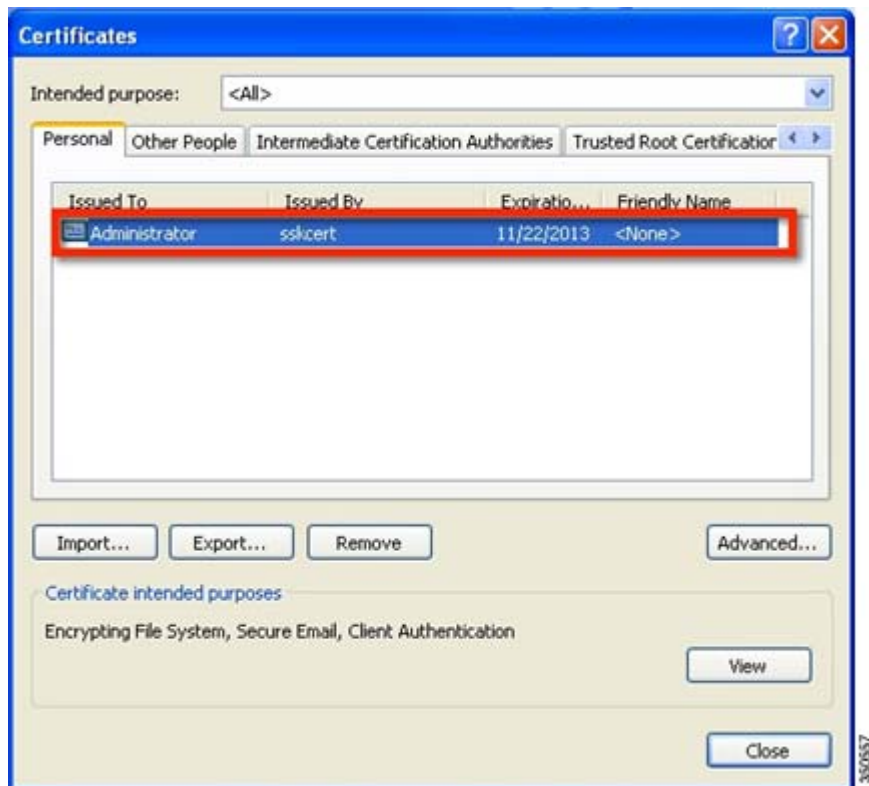 Certificates
Intended purpose: <All>
Personal Other People Intermediate Certification Authorities Trusted Root Certification
Issued To Issued By Expiratio... Friendly Name
Administrator sskcert 11/22/2013 <None>
Import... Export... Remove Advanced...
Certificate intended purposes
Encrypting File System, Secure Email, Client Authentication
View
Close
350557